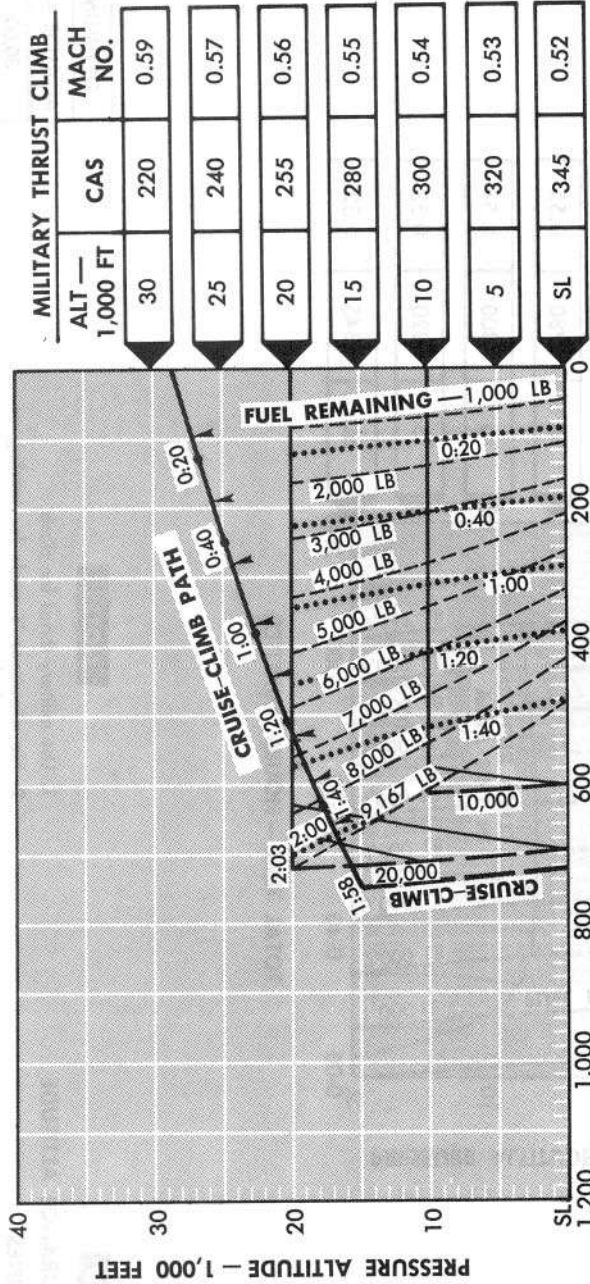 MILITARY THRUST CLIMB
ALT — 1,000 FT CAS MACH NO.
30 220 0.59
25 240 0.57
20 255 0.56
15 280 0.55
10 300 0.54
5 320 0.53
SL 345 0.52
PRESSURE ALTITUDE — 1,000 FEET
40
30
20
10
SL
CRUISE-CLIMB PATH
0:20
0:40
1:00
1:20
1:40
1:58
2:03
2:00
FUEL REMAINING — 1,000 LB
2,000 LB
3,000 LB
4,000 LB
5,000 LB
6,000 LB
7,000 LB
8,000 LB
9,167 LB
0:20
0:40
1:00
1:20
1:40
10,000
20,000
CRUISE-CLIMB
1,200
1,000
800
600
400
200
0